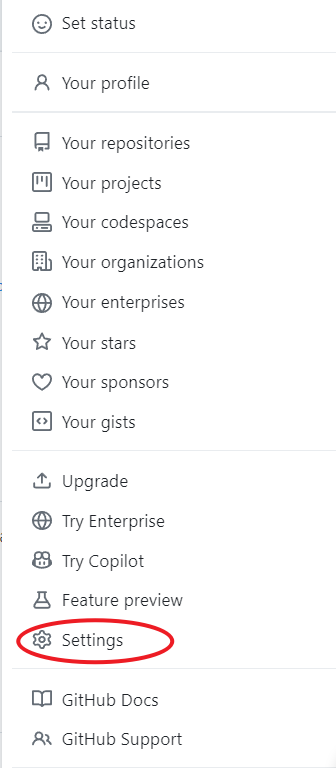 Set status
Your profile
Your repositories
Your projects
Your codespaces
Your organizations
Your enterprises
Your stars
Your sponsors
Your gists
Upgrade
Try Enterprise
Try Copilot
Feature preview
Settings
GitHub Docs
GitHub Support